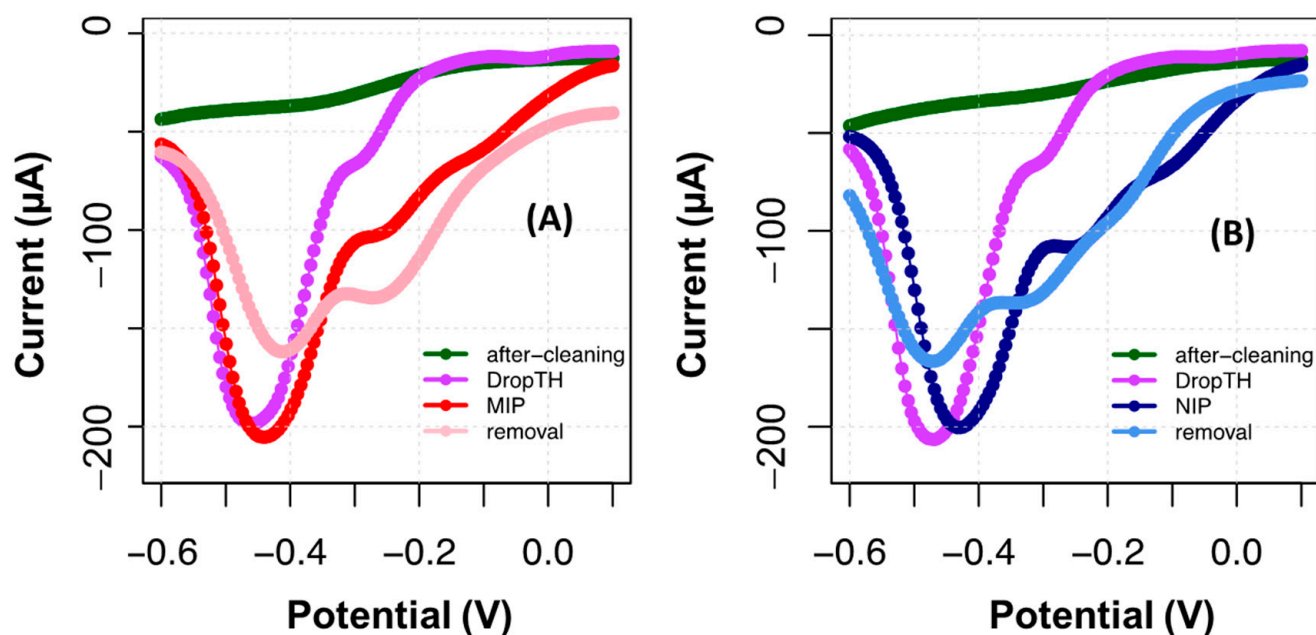 Current (µA)
0
−100
−200
(A)
after−cleaning
DropTH
MIP
removal
−0.6
−0.4
−0.2
0.0
Potential (V)
Current (µA)
0
−100
−200
(B)
after−cleaning
DropTH
NIP
removal
−0.6
−0.4
−0.2
0.0
Potential (V)